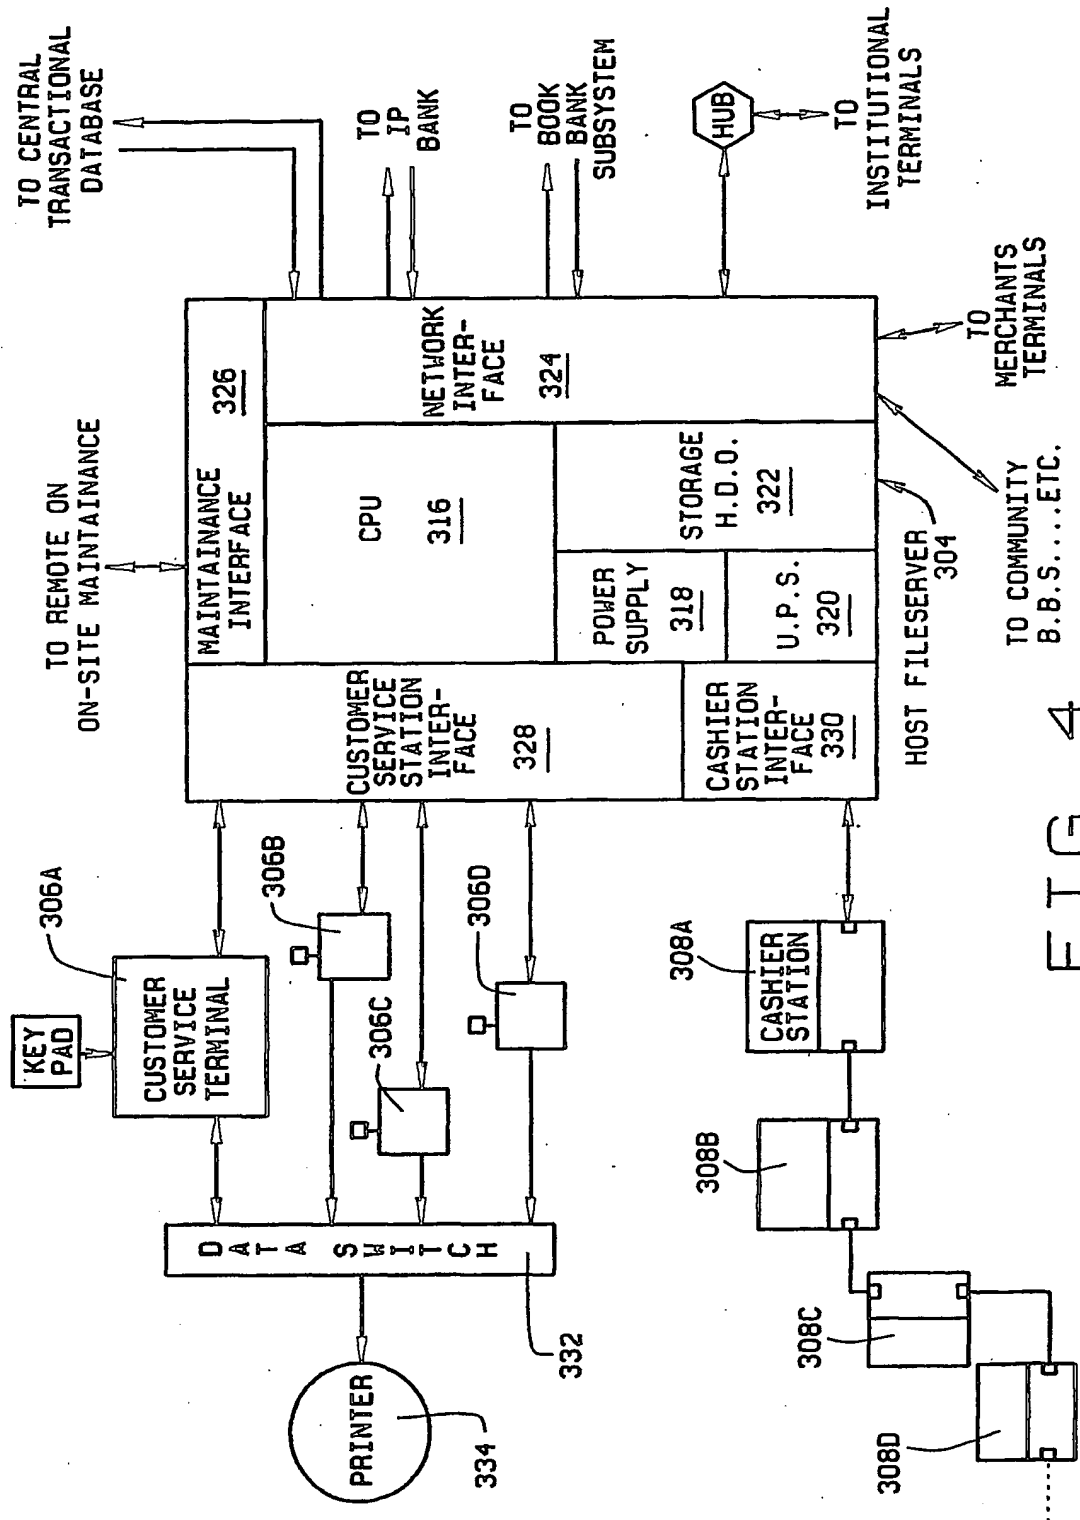 TO CENTRAL
TRANSACTIONAL
DATABASE
TO
IP
BANK
TO
BOOK
BANK
SUBSYSTEM
HUB
TO
INSTITUTIONAL
TERMINALS
TO REMOTE ON
ON-SITE MAINTAINANCE
MAINTAINANCE
INTERFACE
326
CPU
316
NETWORK
INTER-
FACE
324
STORAGE
H.D.D.
322
POWER
SUPPLY
318
U.P.S.
320
CUSTOMER
SERVICE
STATION
INTER-
FACE
328
CASHIER
STATION
INTER-
FACE
330
HOST FILESERVER
304
TO
MERCHANTS
TERMINALS
TO COMMUNITY
B.B.S....ETC.
KEY
PAD
306A
CUSTOMER
SERVICE
TERMINAL
306B
306C
306D
DATA SWITCH
332
PRINTER
334
308A
CASHIER
STATION
308B
308C
308D
FIG 4